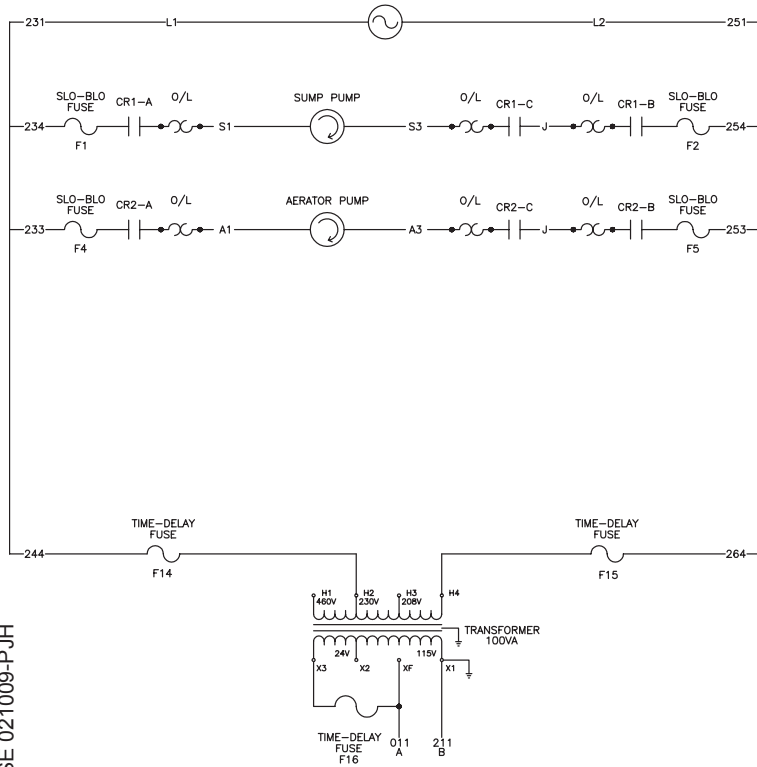 231 L1 L2 251
SLO-BLO
FUSE
CR1-A
O/L
SUMP PUMP
O/L
CR1-C
O/L
CR1-B
SLO-BLO
FUSE
234 S1 S3 J 254
F1 F2
SLO-BLO
FUSE
CR2-A
O/L
AERATOR PUMP
O/L
CR2-C
O/L
CR2-B
SLO-BLO
FUSE
233 A1 A3 J 253
F4 F5
TIME-DELAY
FUSE
TIME-DELAY
FUSE
244 264
F14 F15
H1 H2 H3 H4
460V 230V 208V
TRANSFORMER
100VA
24V 115V
X3 X2 XF X1
TIME-DELAY
FUSE
F16
011
A
211
B
SE 021009-PJH